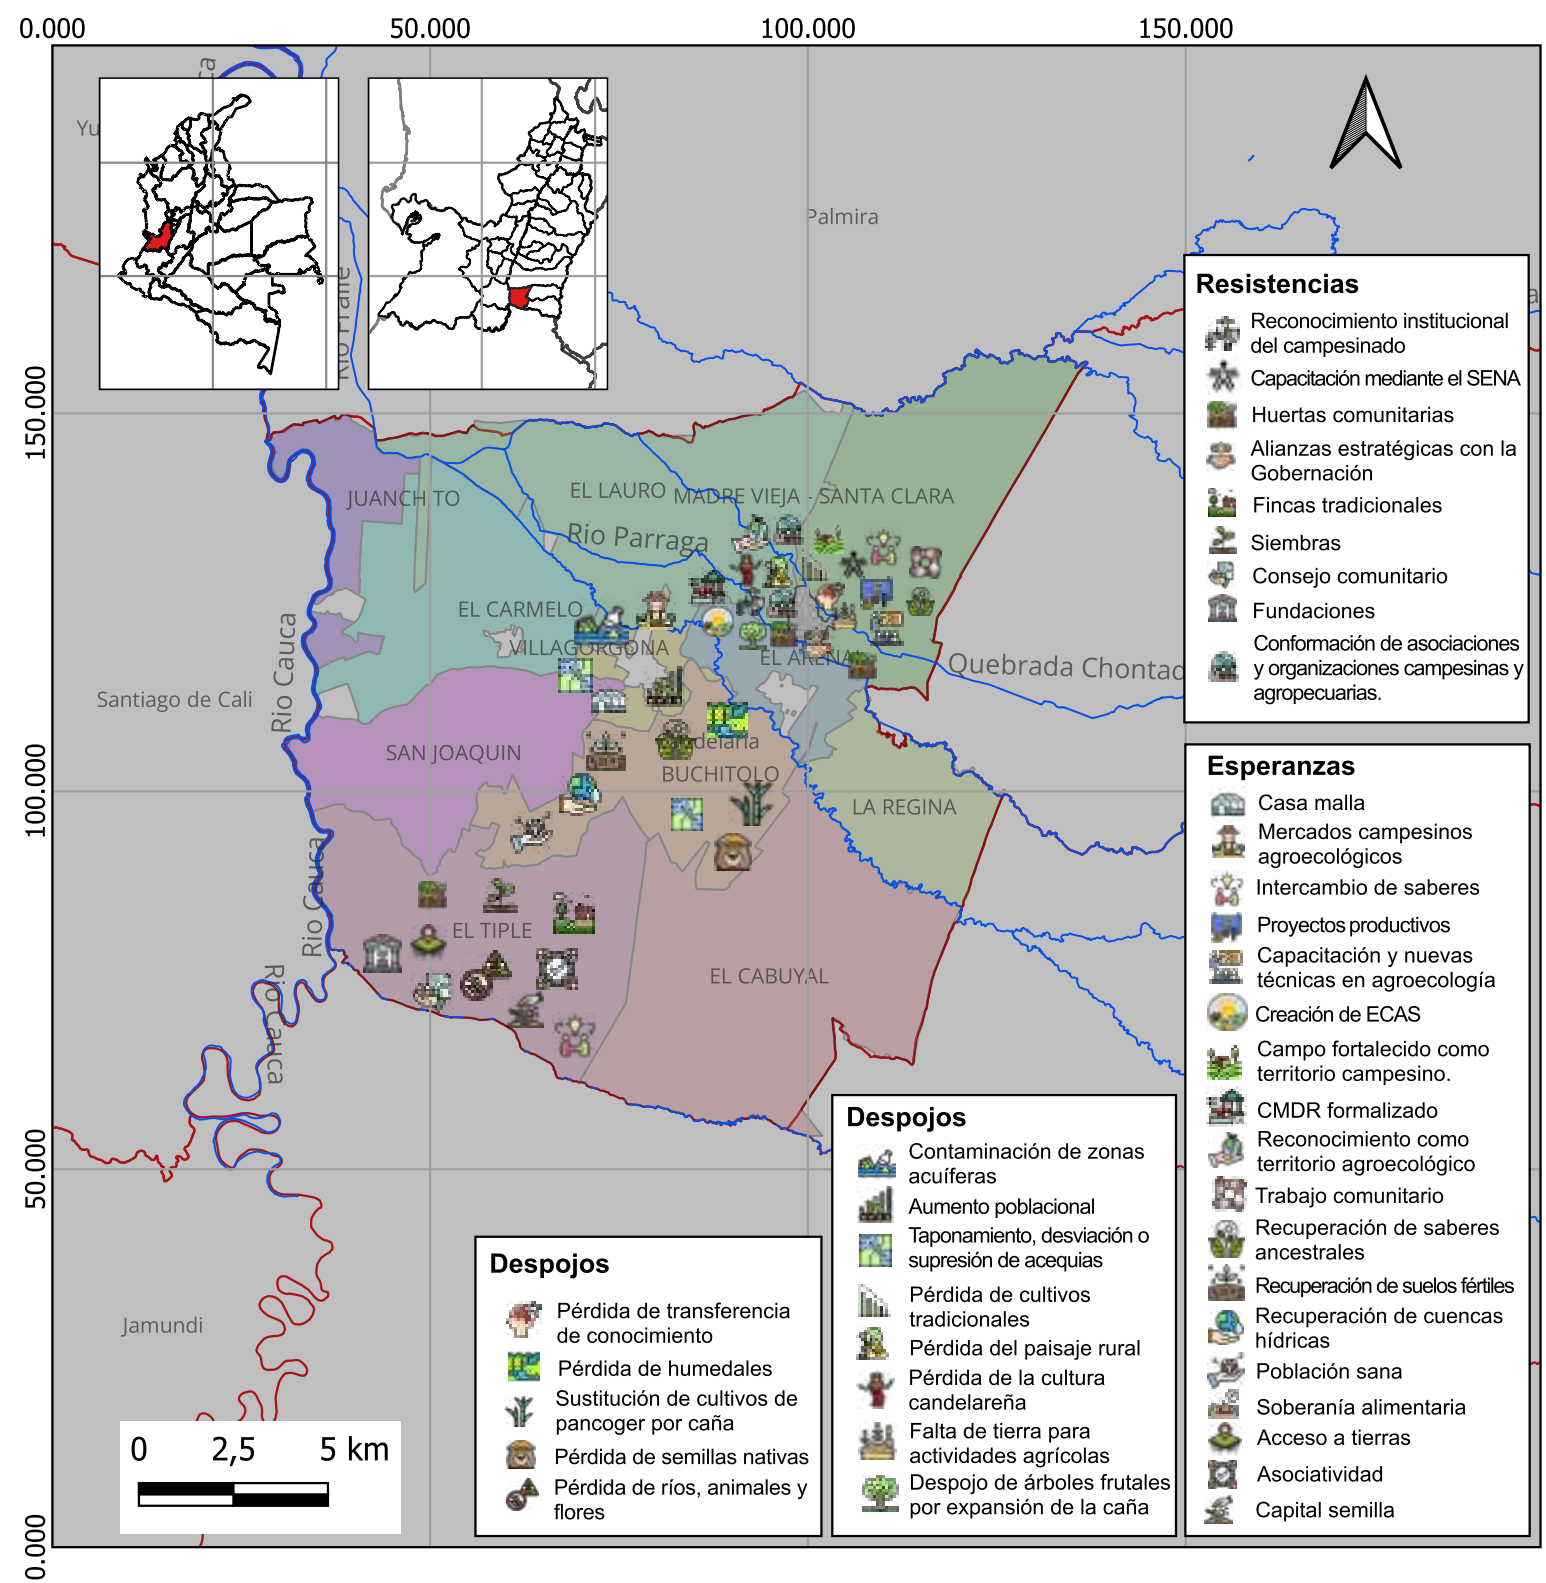 0.000
50.000
100.000
150.000
150.000
100.000
50.000
0.000
Yu
Palmira
Rio Fraile
JUANCHITO
EL LAURO
MADRE VIEJA - SANTA CLARA
Rio Parraga
EL CARMELO
VILLAGORGONA
EL ARENAL
Quebrada Chontad
Santiago de Cali
Rio Cauca
SAN JOAQUIN
BUCHITOLO
LA REGINA
Rio Cauca
EL TIPLE
EL CABUYAL
Rio Cauca
Jamundi
0
2,5
5 km
Resistencias
Reconocimiento institucional
del campesinado
Capacitación mediante el SENA
Huertas comunitarias
Alianzas estratégicas con la
Gobernación
Fincas tradicionales
Siembras
Consejo comunitario
Fundaciones
Conformación de asociaciones
y organizaciones campesinas y
agropecuarias.
Esperanzas
Casa malla
Mercados campesinos
agroecológicos
Intercambio de saberes
Proyectos productivos
Capacitación y nuevas
técnicas en agroecología
Creación de ECAS
Campo fortalecido como
territorio campesino.
CMDR formalizado
Reconocimiento como
territorio agroecológico
Trabajo comunitario
Recuperación de saberes
ancestrales
Recuperación de suelos fértiles
Recuperación de cuencas
hídricas
Población sana
Soberanía alimentaria
Acceso a tierras
Asociatividad
Capital semilla
Despojos
Contaminación de zonas
acuíferas
Aumento poblacional
Taponamiento, desviación o
supresión de acequias
Pérdida de cultivos
tradicionales
Pérdida del paisaje rural
Pérdida de la cultura
candelareña
Falta de tierra para
actividades agrícolas
Despojo de árboles frutales
por expansión de la caña
Despojos
Pérdida de transferencia
de conocimiento
Pérdida de humedales
Sustitución de cultivos de
pancoger por caña
Pérdida de semillas nativas
Pérdida de ríos, animales y
flores